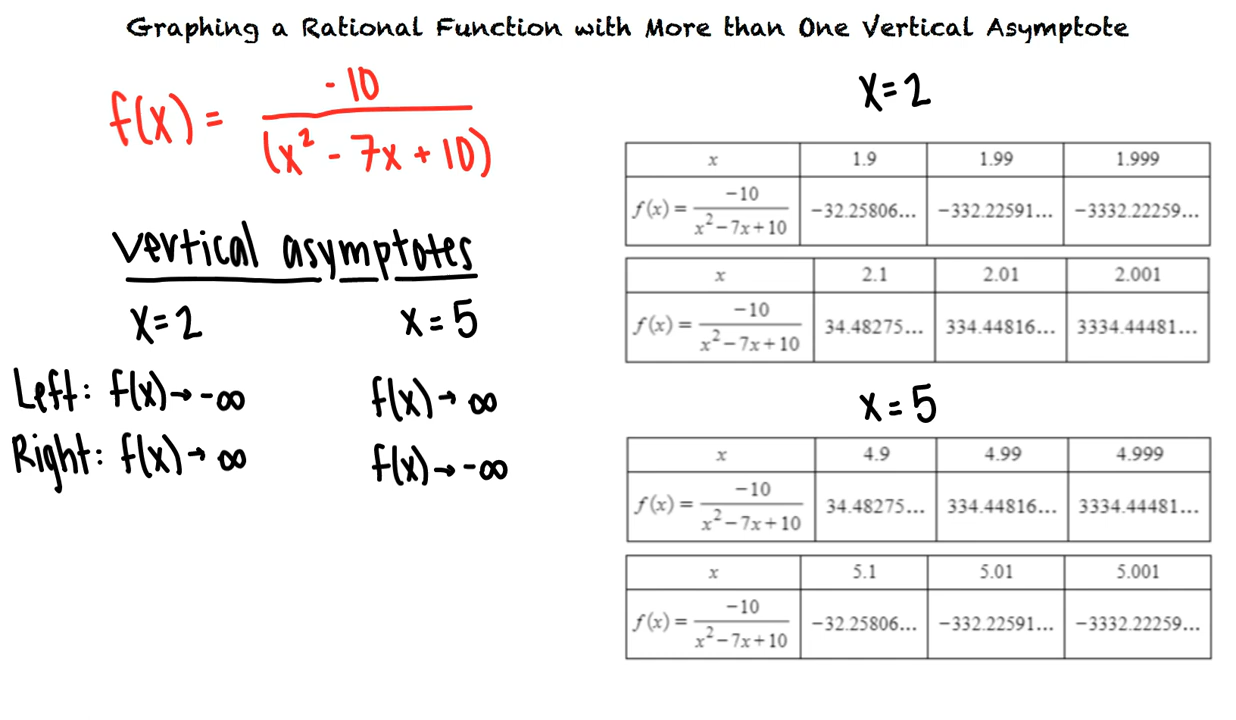 Graphing a Rational Function with More than One Vertical Asymptote
f(x) = -10 / (x² - 7x + 10)
vertical asymptotes
x=2 x=5
Left: f(x)→-∞ f(x)→∞
Right: f(x)→∞ f(x)→-∞
x=2
x 1.9 1.99 1.999
f(x) = −10 / x²−7x+10 −32.25806... −332.22591... −3332.22259...
x 2.1 2.01 2.001
f(x) = −10 / x²−7x+10 34.48275... 334.44816... 3334.44481...
x=5
x 4.9 4.99 4.999
f(x) = −10 / x²−7x+10 34.48275... 334.44816... 3334.44481...
x 5.1 5.01 5.001
f(x) = −10 / x²−7x+10 −32.25806... −332.22591... −3332.22259...